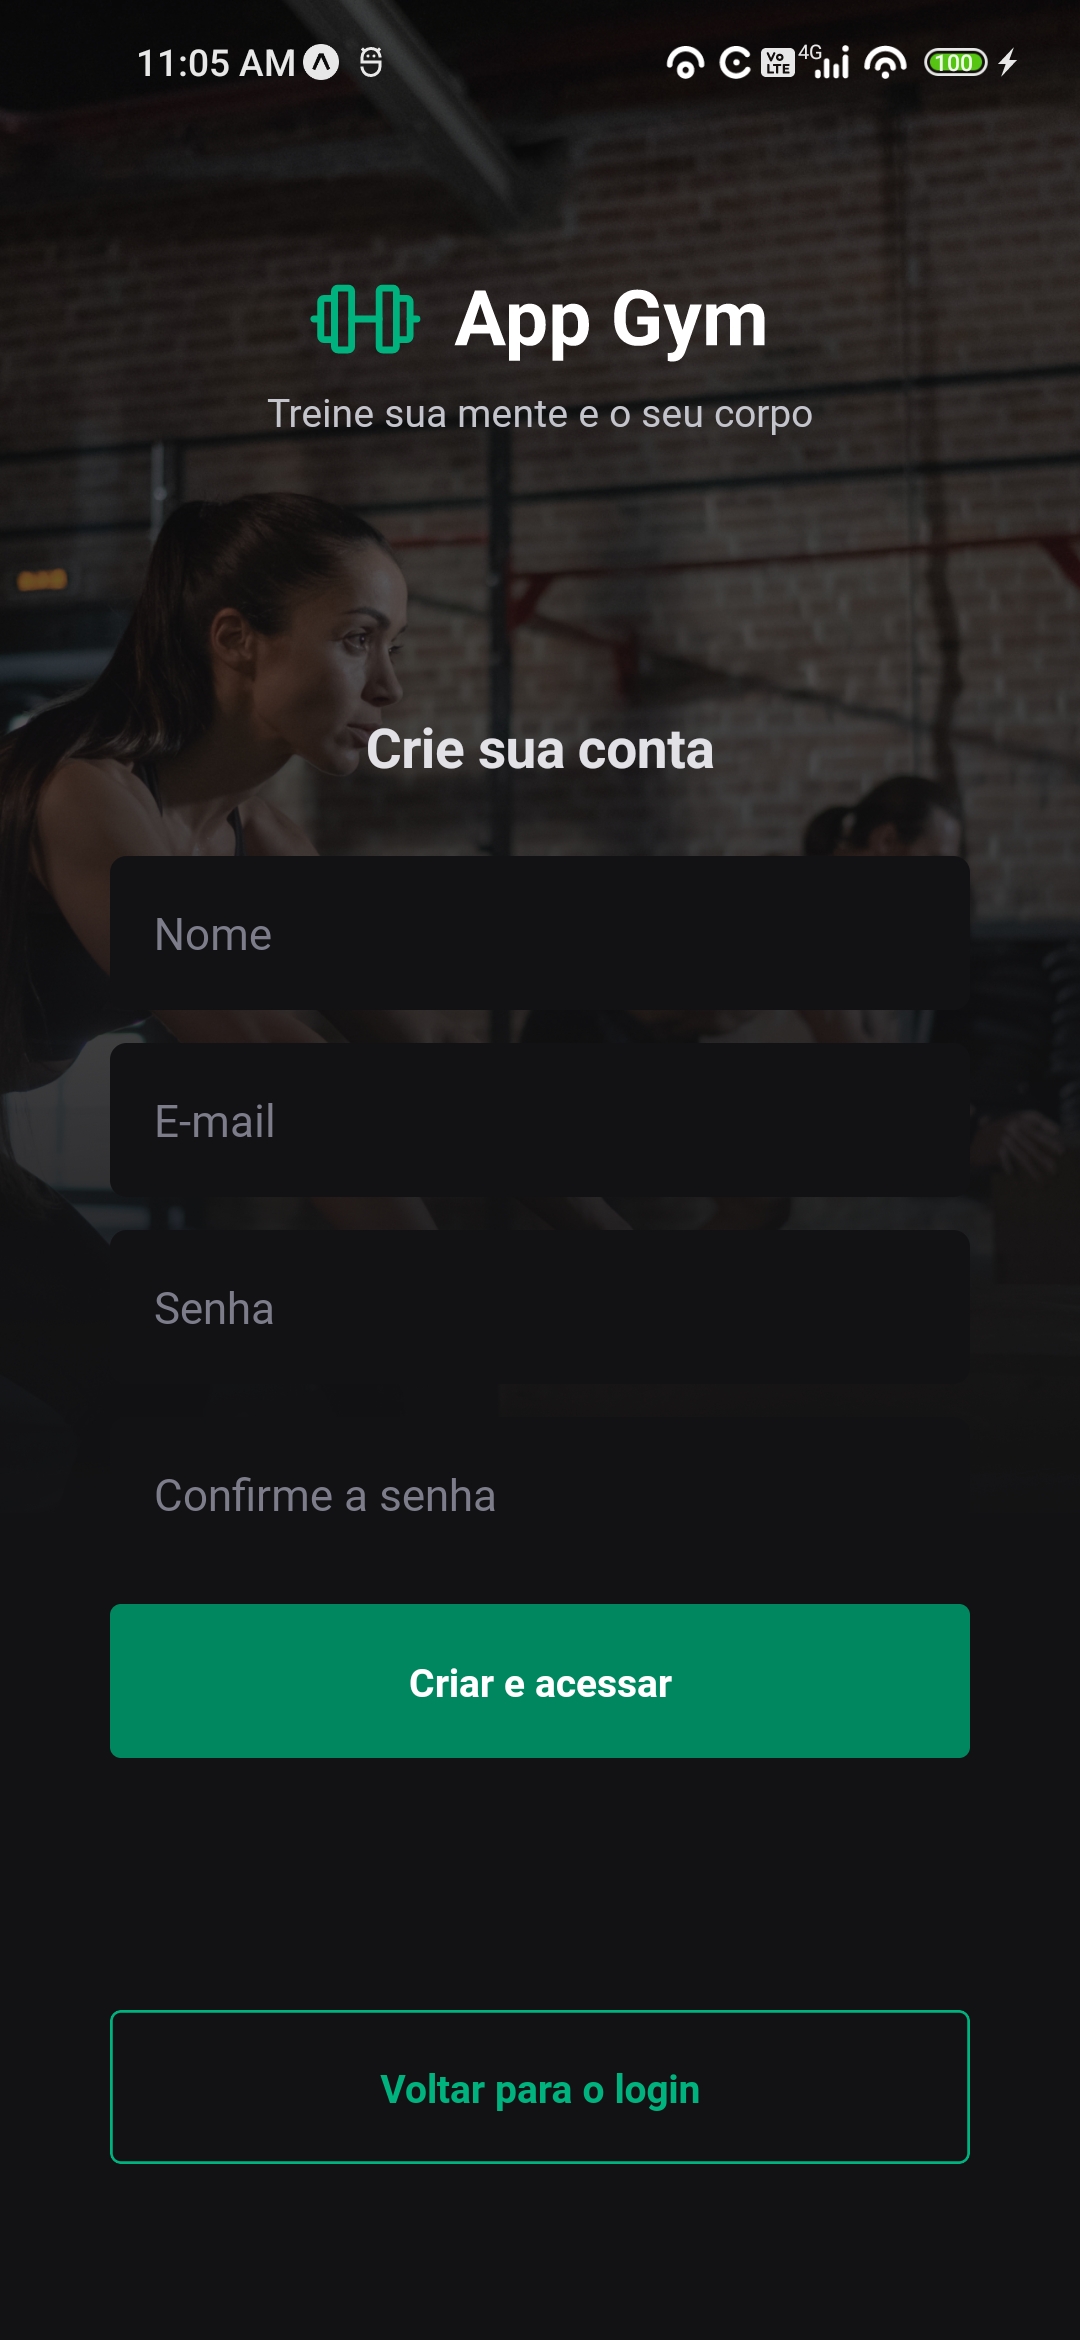 11:05 AM
Vo LTE 4G 100
App Gym
Treine sua mente e o seu corpo
Crie sua conta
Nome
E-mail
Senha
Confirme a senha
Criar e acessar
Voltar para o login